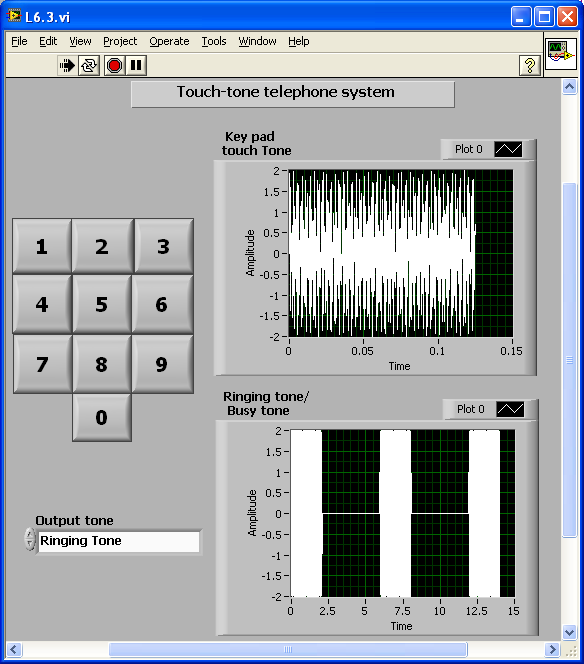 L6.3.vi
File Edit View Project Operate Tools Window Help
?
Touch-tone telephone system
Key pad
touch Tone
Plot 0
2
1.5
1
0.5
0
-0.5
-1
-1.5
-2
Amplitude
0 0.05 0.1 0.15
Time
1 2 3
4 5 6
7 8 9
0
Ringing tone/
Busy tone
Plot 0
2
1.5
1
0.5
0
-0.5
-1
-1.5
-2
Amplitude
0 2.5 5 7.5 10 12.5 15
Time
Output tone
Ringing Tone